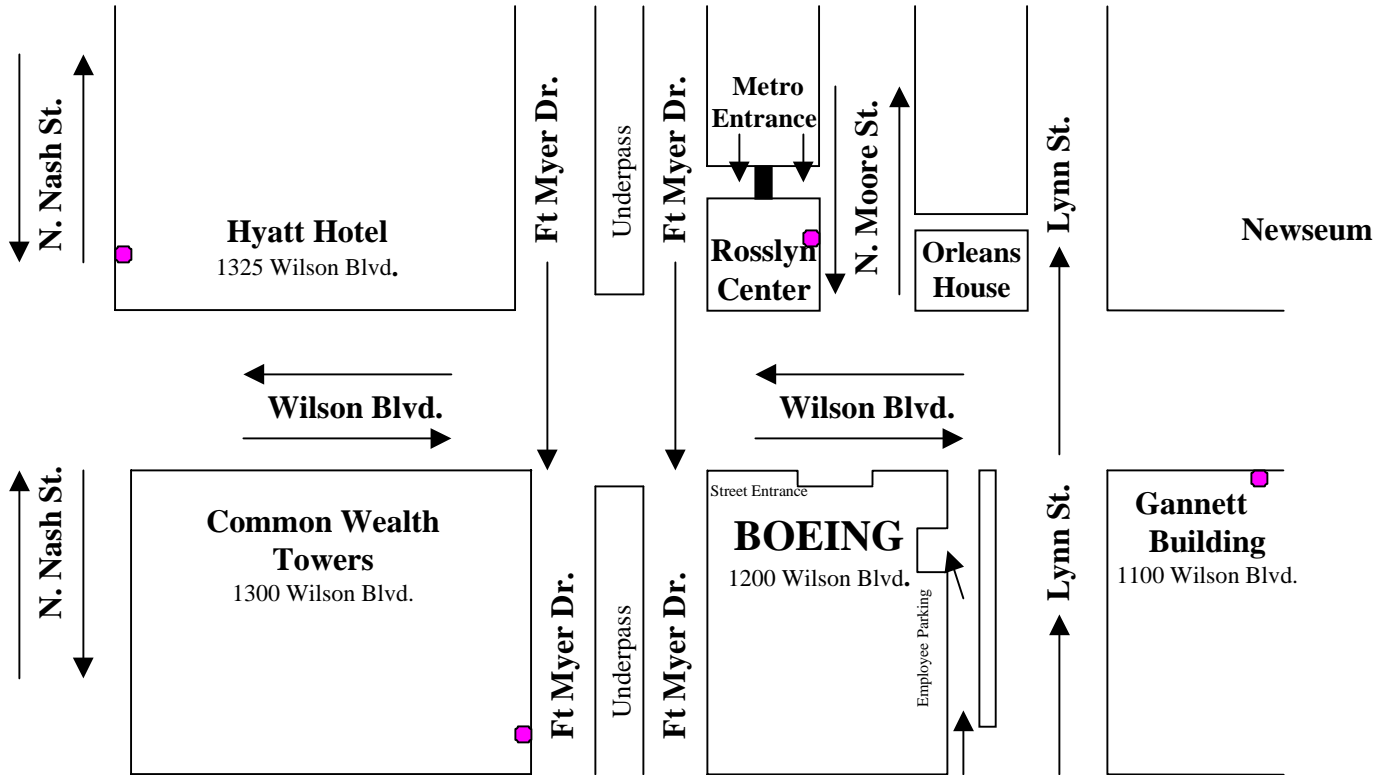 N. Nash St.
Ft Myer Dr.
Underpass
Ft Myer Dr.
Metro
Entrance
N. Moore St.
Lynn St.
Hyatt Hotel
1325 Wilson Blvd.
Rosslyn
Center
Orleans
House
Newseum
Wilson Blvd.
Wilson Blvd.
N. Nash St.
Common Wealth
Towers
1300 Wilson Blvd.
Ft Myer Dr.
Underpass
Ft Myer Dr.
Street Entrance
BOEING
1200 Wilson Blvd.
Employee Parking
Lynn St.
Gannett
Building
1100 Wilson Blvd.